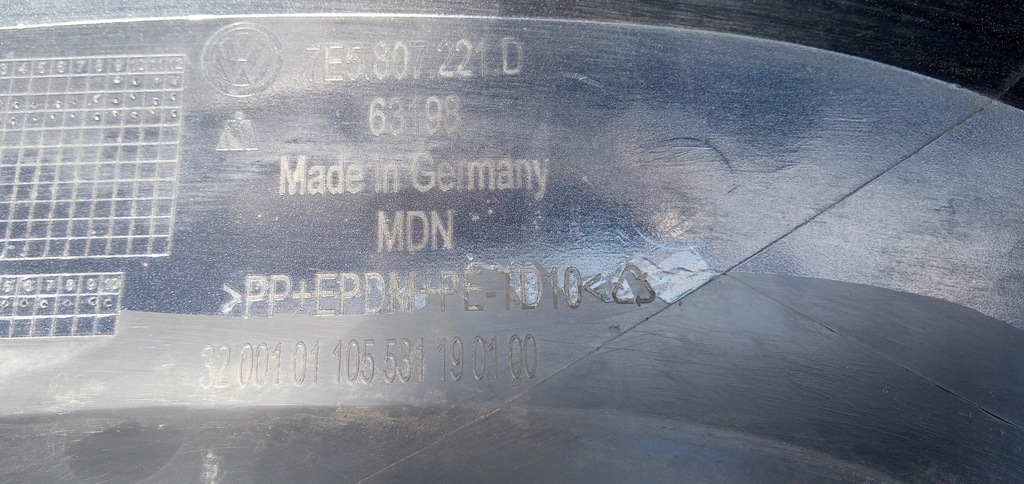 7E5.807.221.D
63198
Made in Germany
MDN
>PP+EPDM+PE-TD10<
32 001 01 105 531 19 01 00